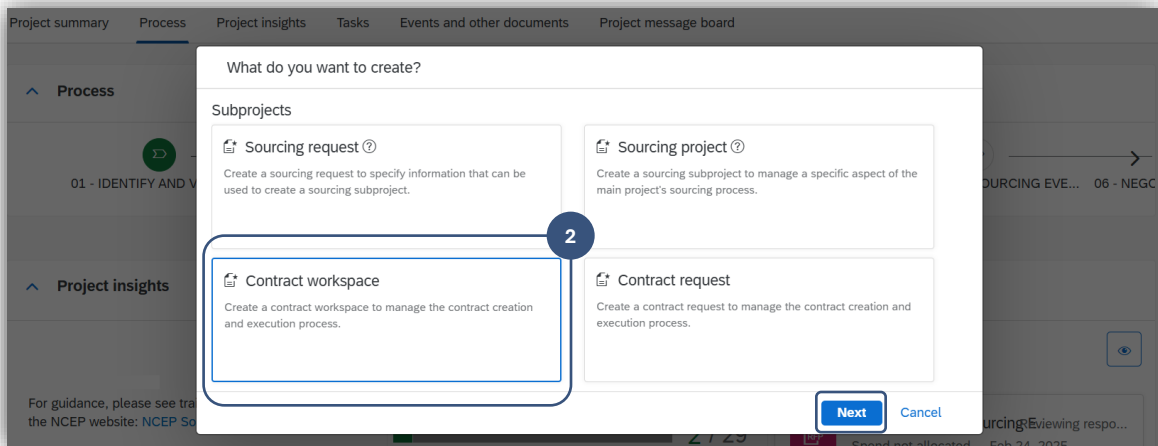 Project summary Process Project insights Tasks Events and other documents Project message board
What do you want to create?
Process
Subprojects
Sourcing request ?
Create a sourcing request to specify information that can be
used to create a sourcing subproject.
Sourcing project ?
Create a sourcing subproject to manage a specific aspect of the
main project's sourcing process.
01 - IDENTIFY AND V
OURCING EVE... 06 - NEGO
2
Contract workspace
Create a contract workspace to manage the contract creation
and execution process.
Contract request
Create a contract request to manage the contract creation and
execution process.
Project insights
For guidance, please see tra
the NCEP website: NCEP So
Next Cancel
2 / 29
RFP
urcing E
Reviewing respo...
Spend not allocated Feb 24, 2025